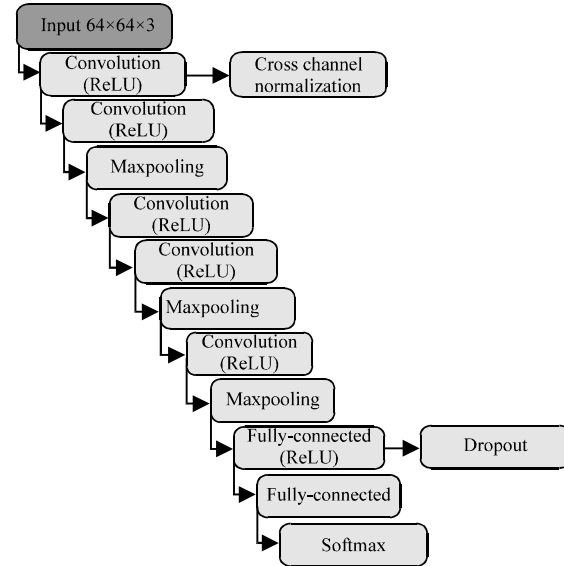 Input 64×64×3
Convolution
(ReLU)
Cross channel
normalization
Convolution
(ReLU)
Maxpooling
Convolution
(ReLU)
Convolution
(ReLU)
Maxpooling
Convolution
(ReLU)
Maxpooling
Fully-connected
(ReLU)
Dropout
Fully-connected
Softmax